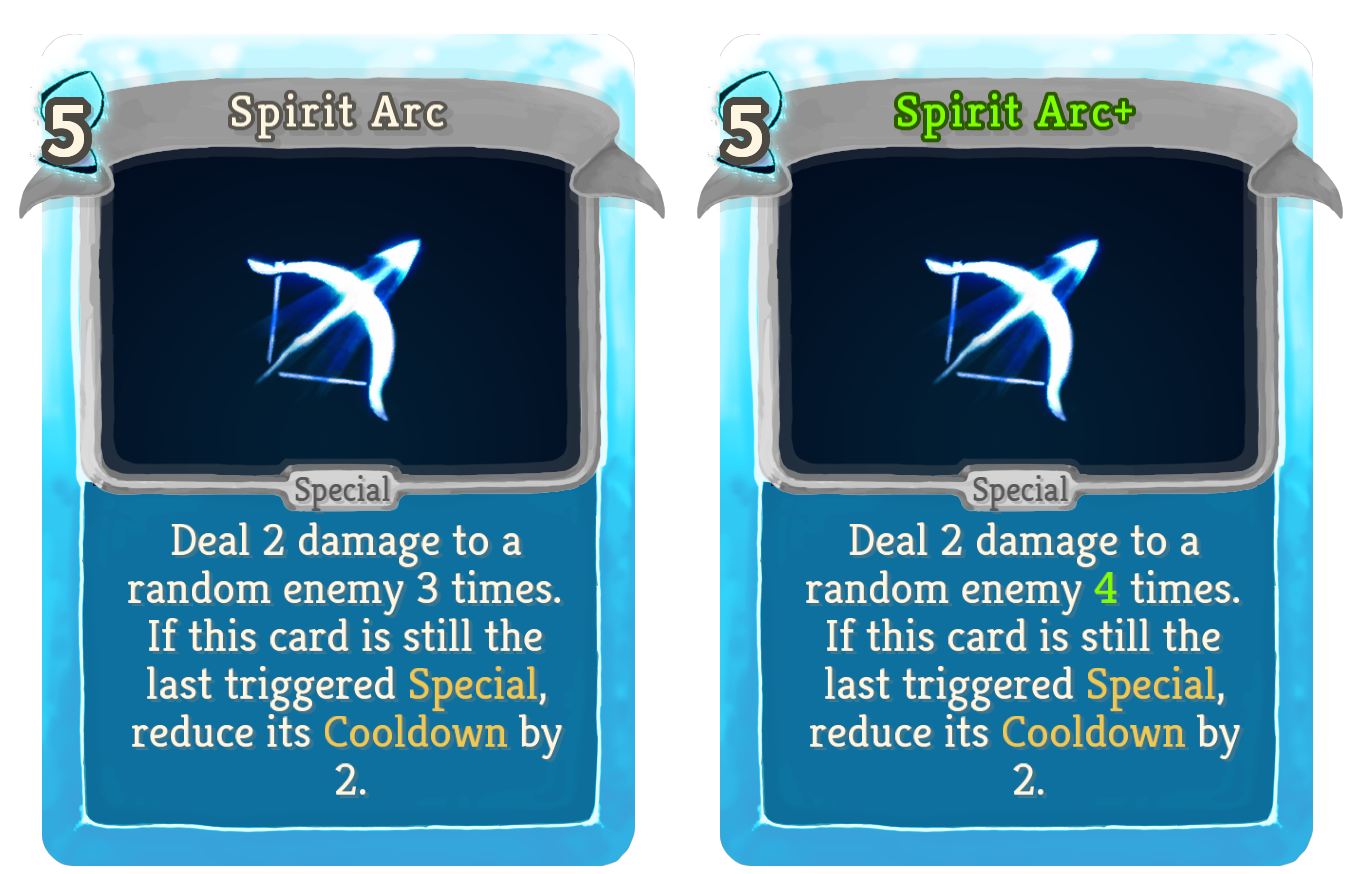 5
Spirit Arc
Special
Deal 2 damage to a
random enemy 3 times.
If this card is still the
last triggered Special,
reduce its Cooldown by
2.
5
Spirit Arc+
Special
Deal 2 damage to a
random enemy 4 times.
If this card is still the
last triggered Special,
reduce its Cooldown by
2.